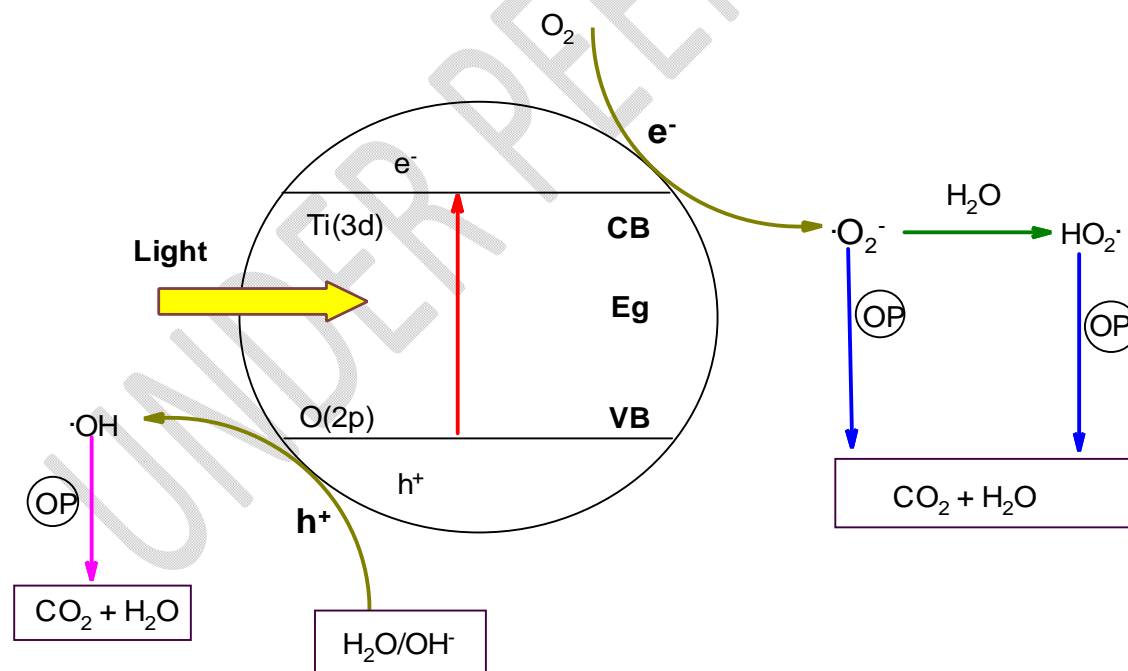 UNDER PEE
O₂
e⁻
e⁻
Ti(3d)
CB
H₂O
·O₂⁻
HO₂·
Light
Eg
OP
OP
O(2p)
VB
·OH
h⁺
OP
h⁺
CO₂ + H₂O
CO₂ + H₂O
H₂O/OH⁻